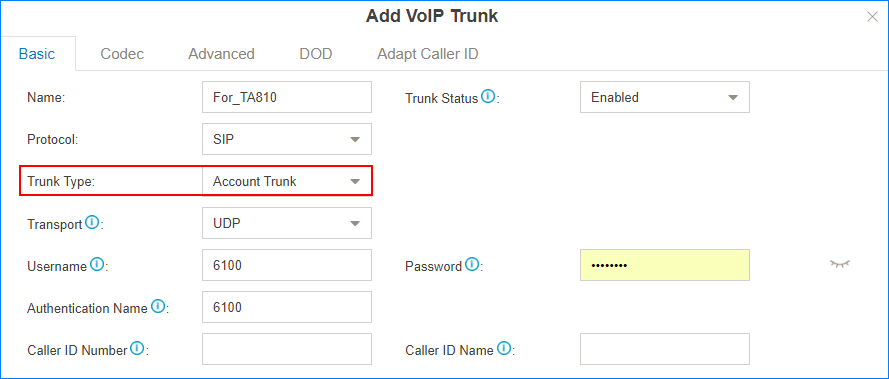 Add VoIP Trunk
Basic Codec Advanced DOD Adapt Caller ID
Name: For_TA810 Trunk Status: Enabled
Protocol: SIP
Trunk Type: Account Trunk
Transport: UDP
Username: 6100 Password: ••••••••
Authentication Name: 6100
Caller ID Number: Caller ID Name: